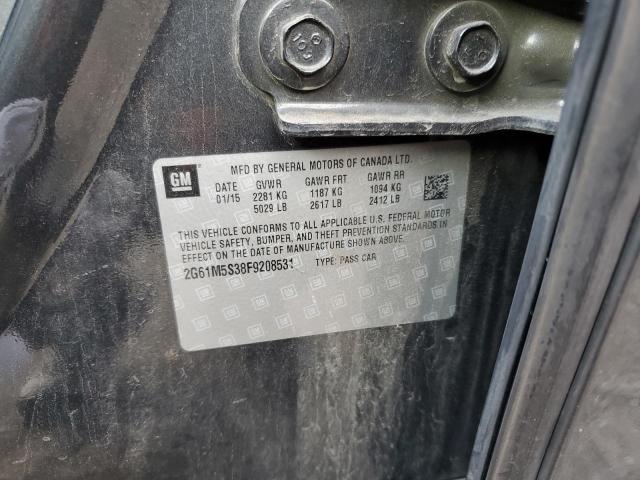 GM
MFD BY GENERAL MOTORS OF CANADA LTD.
DATE GVWR GAWR FRT GAWR RR
01/15 2281 KG 1187 KG 1094 KG
5029 LB 2617 LB 2412 LB
THIS VEHICLE CONFORMS TO ALL APPLICABLE U.S. FEDERAL MOTOR
VEHICLE SAFETY, BUMPER, AND THEFT PREVENTION STANDARDS IN
EFFECT ON THE DATE OF MANUFACTURE SHOWN ABOVE.
2G61M5S38F9208531 TYPE: PASS CAR